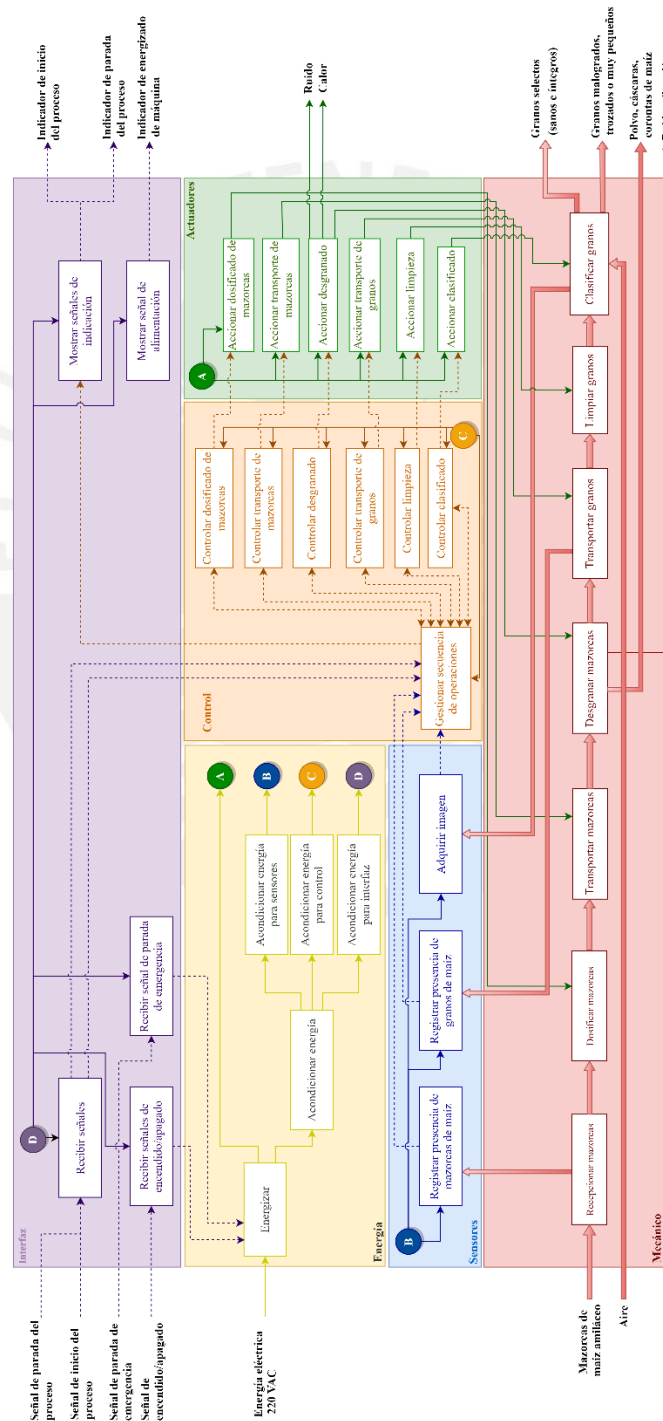 Señal de parada del
proceso
Señal de inicio del
proceso
Señal de parada de
emergencia
Señal de
encendido/apagado
Energía eléctrica
220 VAC
Mazorcas de
maíz amiláceo
Aire
Interfaz
D
Recibir señales
Recibir señales de
encendido/apagado
Recibir señal de parada
de emergencia
Mostrar señales de
indicación
Mostrar señal de
alimentación
Indicador de inicio
del proceso
Indicador de parada
del proceso
Indicador de energizado
de maquina
Energía
Energizar
Acondicionar energía
Acondicionar energía
para sensores
Acondicionar energía
para control
Acondicionar energía
para interfaz
A
B
C
D
Sensores
B
Registrar presencia de
mazorcas de maíz
Registrar presencia de
granos de maíz
Adquirir imagen
Control
Gestionar secuencia
de operaciones
Controlar dosificado de
mazorcas
Controlar transporte de
mazorcas
Controlar desgranado
Controlar transporte de
granos
Controlar limpieza
Controlar clasificado
C
Actuadores
A
Accionar dosificado de
mazorcas
Accionar transporte de
mazorcas
Accionar desgranado
Accionar transporte de
granos
Accionar limpieza
Accionar clasificado
Ruido
Calor
Mecánico
Recepcionar mazorcas
Dosificar mazorcas
Transportar mazorcas
Desgranar mazorcas
Transportar granos
Limpiar granos
Clasificar granos
Granos selectos
(sanos e íntegros)
Granos malogrados,
trozados o muy pequeños
Polvo, cáscaras,
corontas de maíz